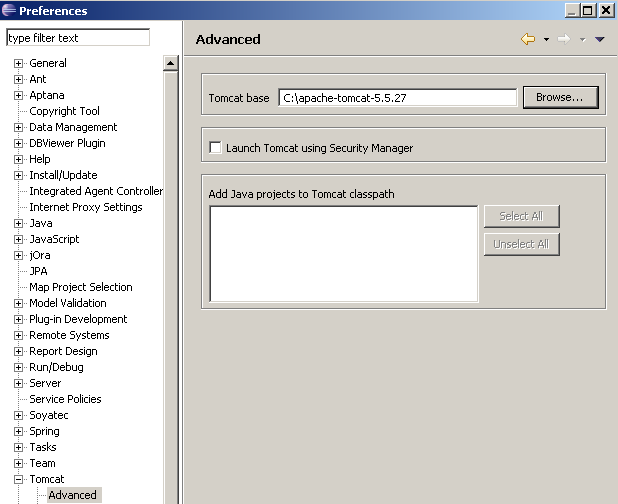 Preferences
type filter text
General
Ant
Aptana
Copyright Tool
Data Management
DBViewer Plugin
Help
Install/Update
Integrated Agent Controller
Internet Proxy Settings
Java
JavaScript
jOra
JPA
Map Project Selection
Model Validation
Plug-in Development
Remote Systems
Report Design
Run/Debug
Server
Service Policies
Soyatec
Spring
Tasks
Team
Tomcat
Advanced
Advanced
Tomcat base C:\apache-tomcat-5.5.27 Browse...
Launch Tomcat using Security Manager
Add Java projects to Tomcat classpath
Select All
Unselect All